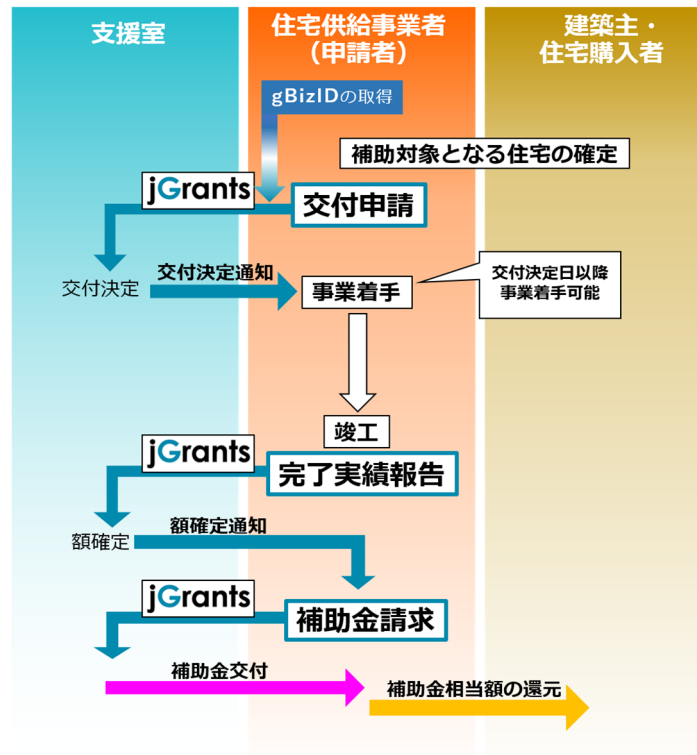 支援室
住宅供給事業者
(申請者)
建築主・
住宅購入者
gBizIDの取得
補助対象となる住宅の確定
jGrants
交付申請
交付決定
交付決定通知
事業着手
交付決定日以降
事業着手可能
竣工
jGrants
完了実績報告
額確定
額確定通知
jGrants
補助金請求
補助金交付
補助金相当額の還元